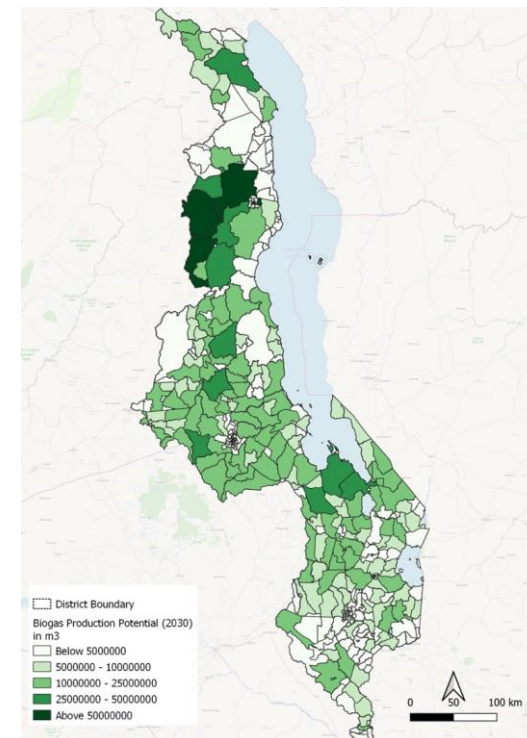 District Boundary
Biogas Production Potential (2030)
in m3
Below 5000000
5000000 - 10000000
10000000 - 25000000
25000000 - 50000000
Above 50000000
0 50 100 km